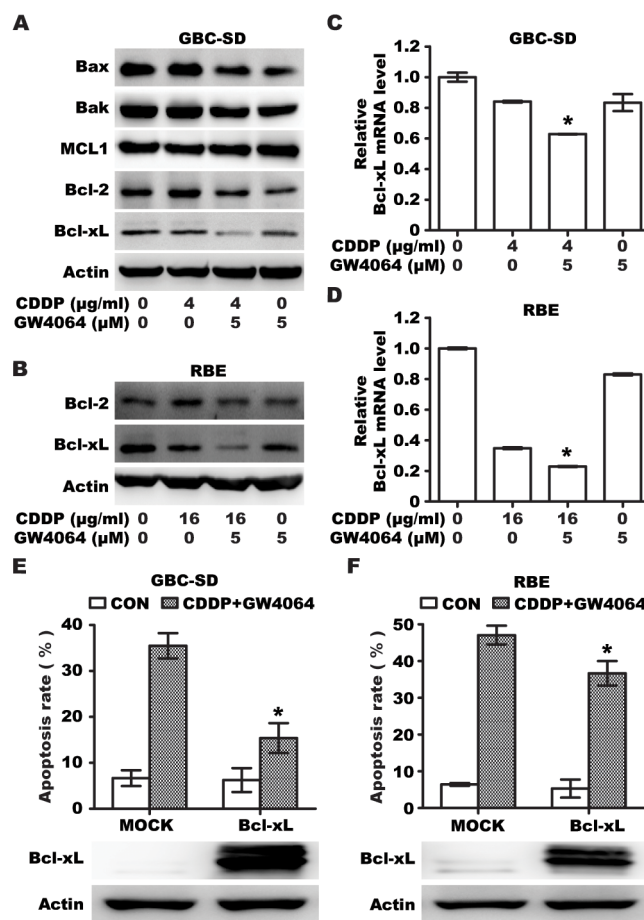 A
GBC-SD
Bax
Bak
MCL1
Bcl-2
Bcl-xL
Actin
CDDP (μg/ml) 0 4 4 0
GW4064 (μM) 0 0 5 5
B
RBE
Bcl-2
Bcl-xL
Actin
CDDP (μg/ml) 0 16 16 0
GW4064 (μM) 0 0 5 5
C
GBC-SD
Relative
Bcl-xL mRNA level
1.2
1.0
0.8
0.6
0.4
0.2
0.0
*
CDDP (μg/ml) 0 4 4 0
GW4064 (μM) 0 0 5 5
D
RBE
Relative
Bcl-xL mRNA level
1.2
1.0
0.8
0.6
0.4
0.2
0.0
*
CDDP (μg/ml) 0 16 16 0
GW4064 (μM) 0 0 5 5
E
GBC-SD
CON CDDP+GW4064
Apoptosis rate ( % )
40
30
20
10
0
*
MOCK Bcl-xL
Bcl-xL
Actin
F
RBE
CON CDDP+GW4064
Apoptosis rate ( % )
50
40
30
20
10
0
*
MOCK Bcl-xL
Bcl-xL
Actin